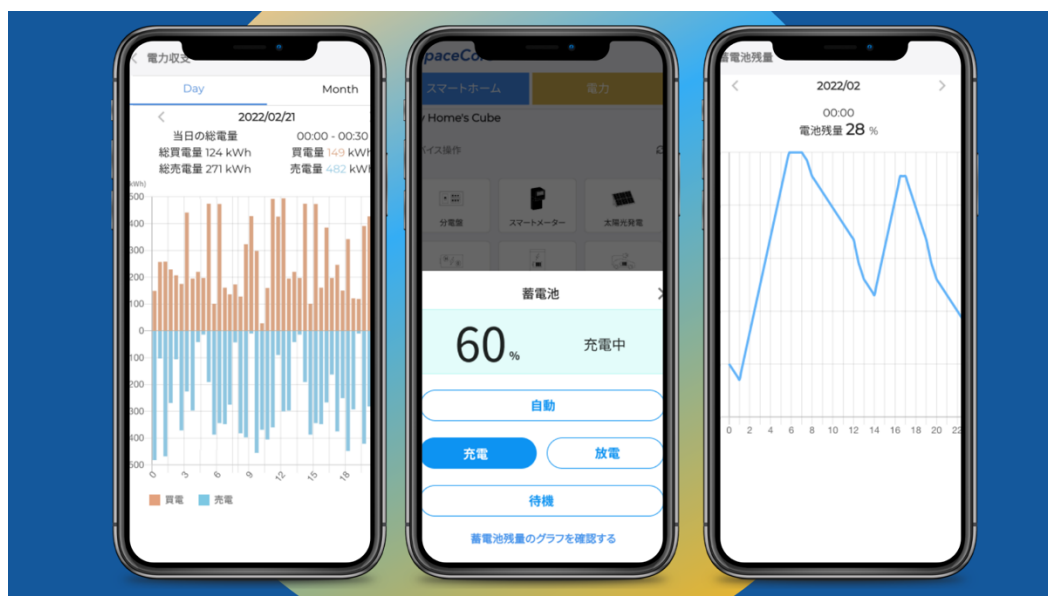 電力収支
Day Month
2022/02/21
当日の総電量 00:00 - 00:30
総買電量 124 kWh 買電量 149 kWh
総売電量 271 kWh 売電量 482 kWh
kWh)
500
400
300
200
100
0
100
200
300
400
500
0 3 6 9 12 15 18
買電 売電
paceCore
スマートホーム 電力
y Home's Cube
バイス操作
分電盤 スマートメーター 太陽光発電
蓄電池
60% 充電中
自動
充電 放電
待機
蓄電池残量のグラフを確認する
蓄電池残量
2022/02
00:00
電池残量 28 %
0 2 4 6 8 10 12 14 16 18 20 22